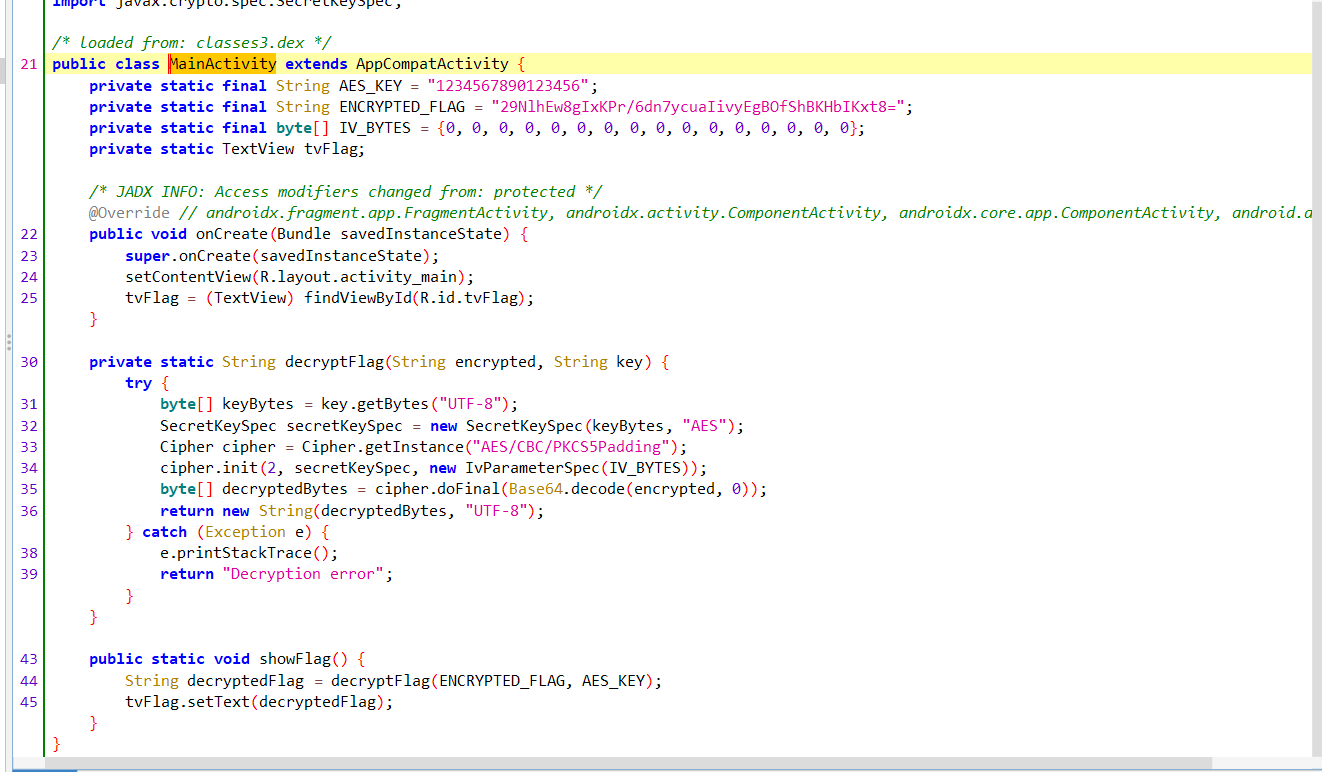 import javax.crypto.spec.SecretKeySpec;
/* loaded from: classes3.dex */
21 public class MainActivity extends AppCompatActivity {
private static final String AES_KEY = "1234567890123456";
private static final String ENCRYPTED_FLAG = "29NlhEw8gIxKPr/6dn7ycuaIivyEgBOfShBKHbIKxt8=";
private static final byte[] IV_BYTES = {0, 0, 0, 0, 0, 0, 0, 0, 0, 0, 0, 0, 0, 0, 0, 0};
private static TextView tvFlag;
/* JADX INFO: Access modifiers changed from: protected */
@Override // androidx.fragment.app.FragmentActivity, androidx.activity.ComponentActivity, androidx.core.app.ComponentActivity, android.a
22 public void onCreate(Bundle savedInstanceState) {
23 super.onCreate(savedInstanceState);
24 setContentView(R.layout.activity_main);
25 tvFlag = (TextView) findViewById(R.id.tvFlag);
}
30 private static String decryptFlag(String encrypted, String key) {
try {
31 byte[] keyBytes = key.getBytes("UTF-8");
32 SecretKeySpec secretKeySpec = new SecretKeySpec(keyBytes, "AES");
33 Cipher cipher = Cipher.getInstance("AES/CBC/PKCS5Padding");
34 cipher.init(2, secretKeySpec, new IvParameterSpec(IV_BYTES));
35 byte[] decryptedBytes = cipher.doFinal(Base64.decode(encrypted, 0));
36 return new String(decryptedBytes, "UTF-8");
} catch (Exception e) {
38 e.printStackTrace();
39 return "Decryption error";
}
}
43 public static void showFlag() {
44 String decryptedFlag = decryptFlag(ENCRYPTED_FLAG, AES_KEY);
45 tvFlag.setText(decryptedFlag);
}
}